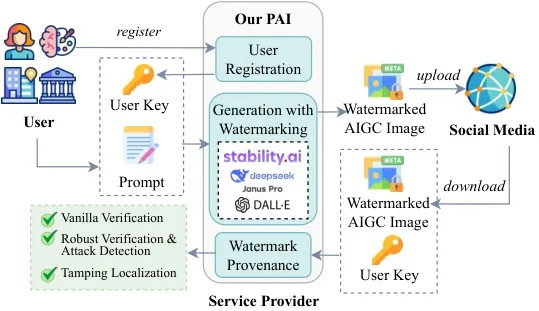 Our PAI
register
User
Registration
User Key
Prompt
User
Generation with
Watermarking
stability.ai
deepseek
Janus Pro
DALL·E
META
Watermarked
AIGC Image
upload
Social Media
download
META
Watermarked
AIGC Image
User Key
Watermark
Provenance
Vanilla Verification
Robust Verification &
Attack Detection
Tamping Localization
Service Provider